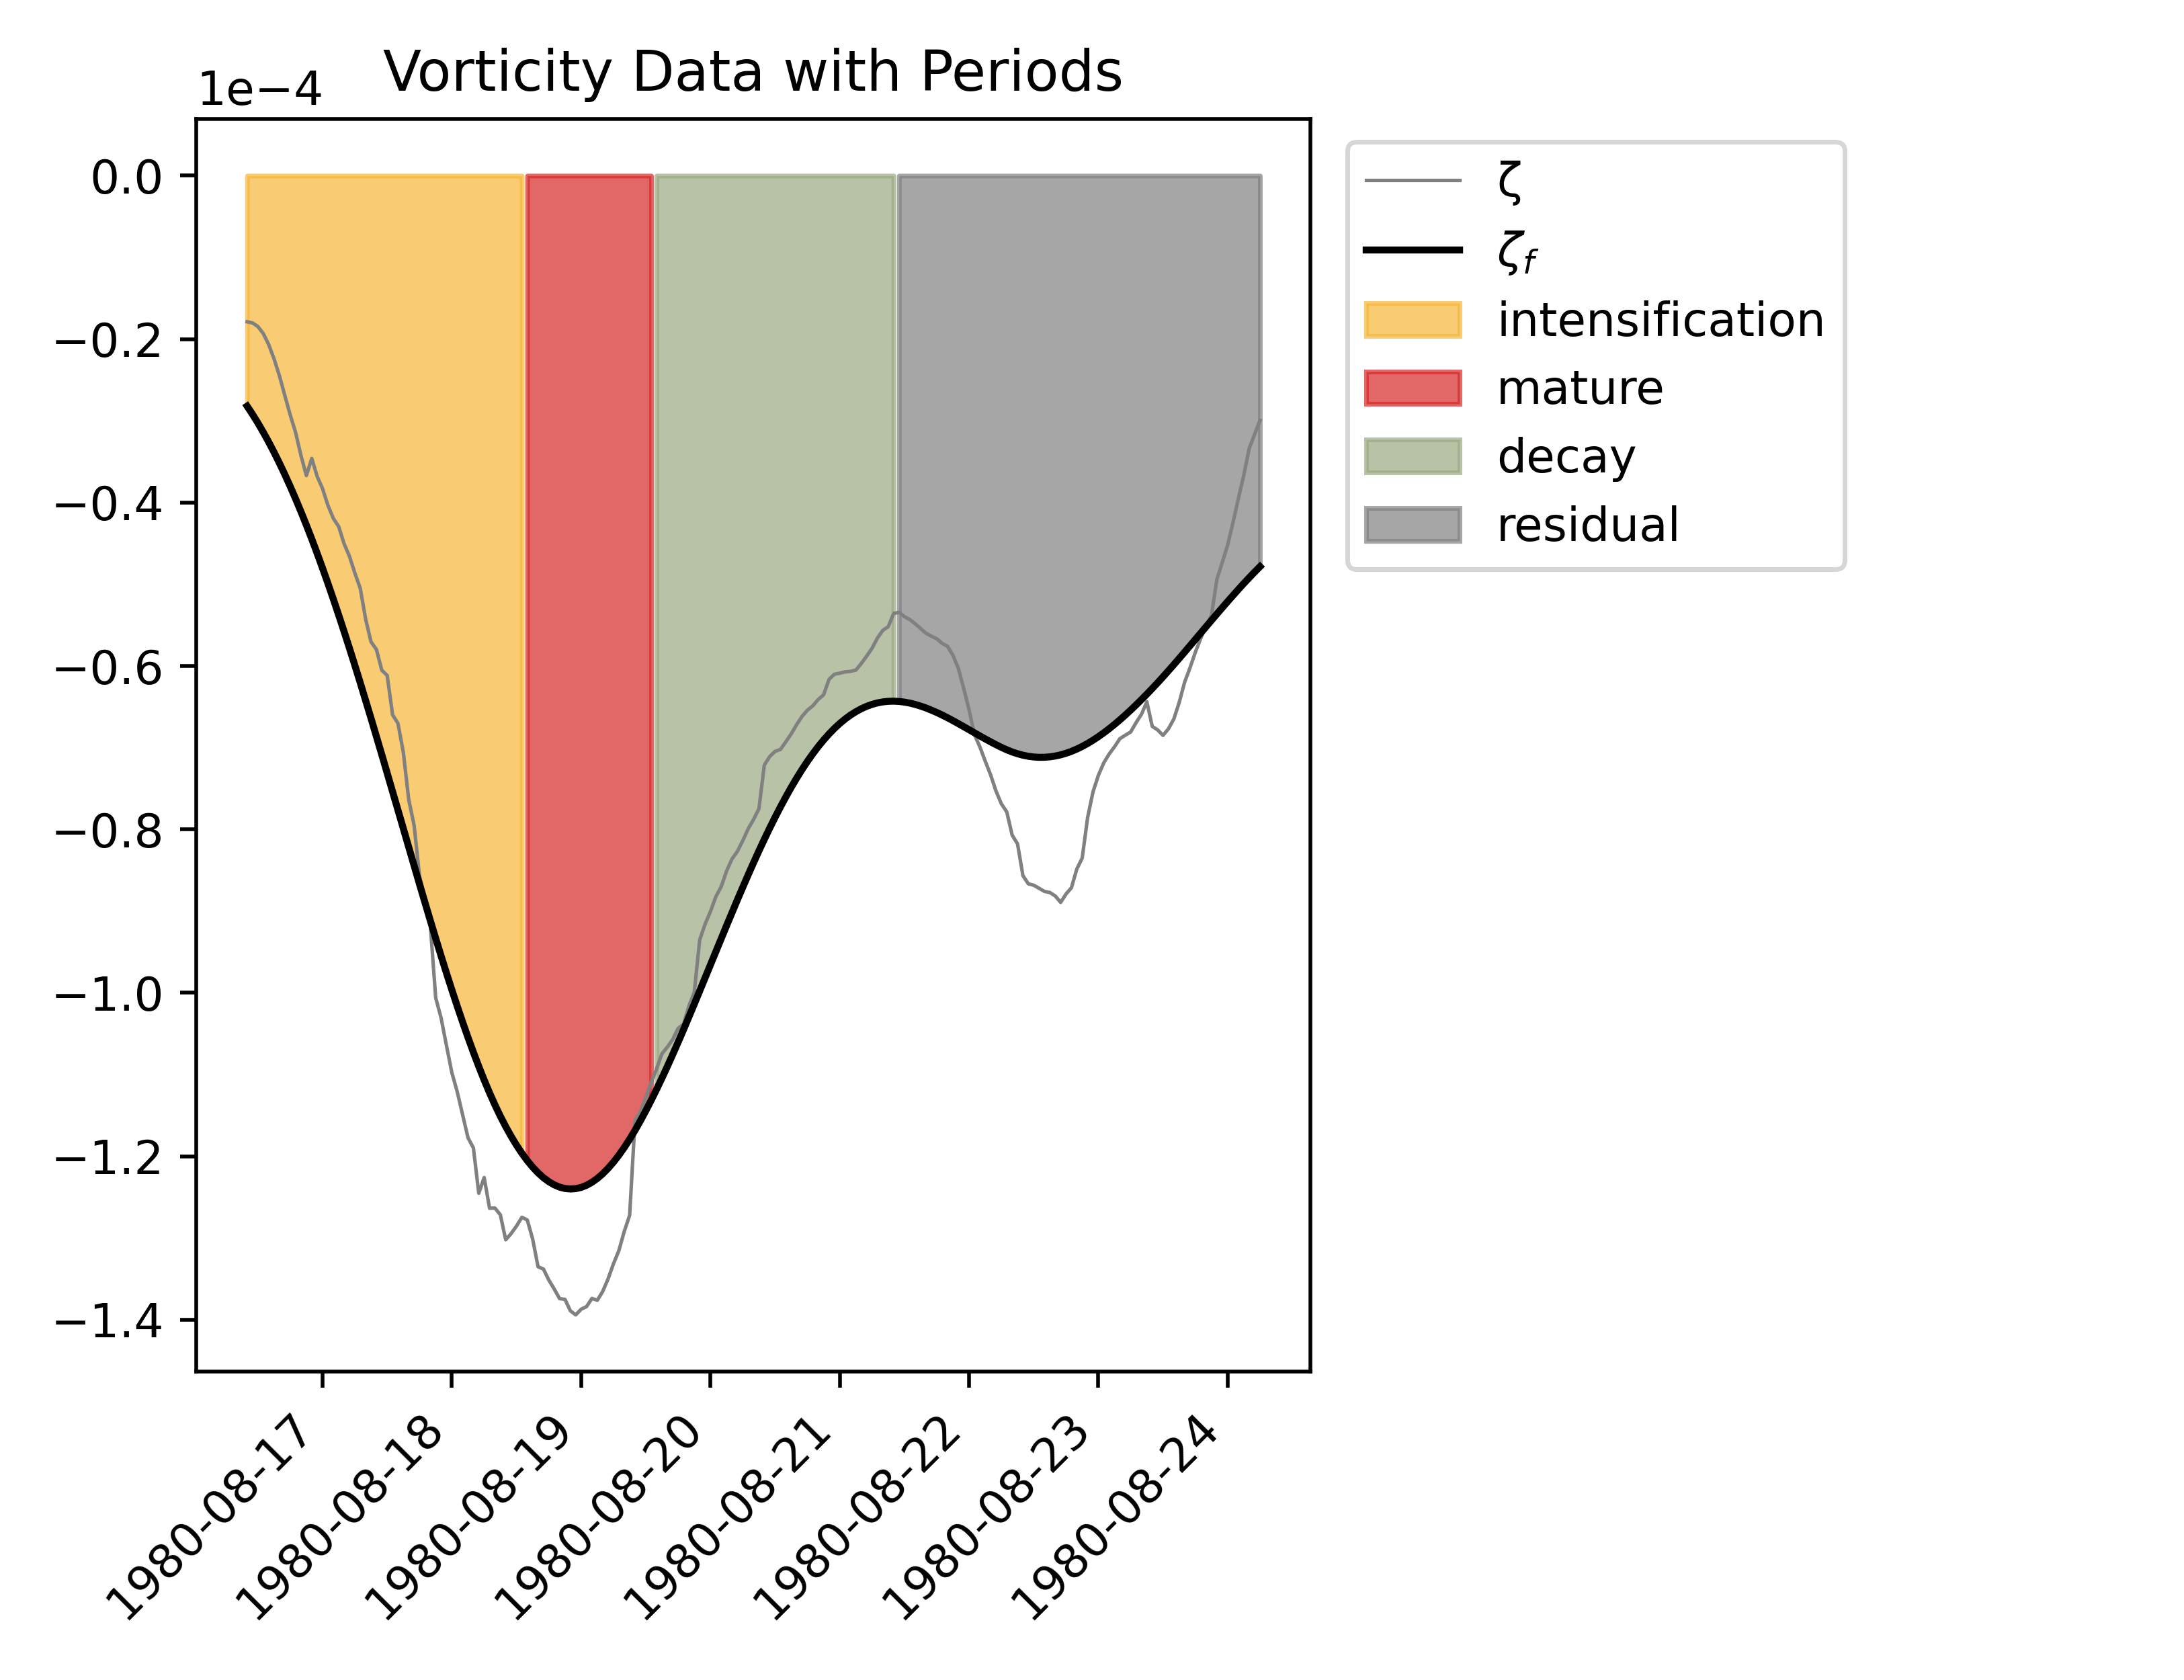 Vorticity Data with Periods
1e−4
0.0
−0.2
−0.4
−0.6
−0.8
−1.0
−1.2
−1.4
1980-08-17
1980-08-18
1980-08-19
1980-08-20
1980-08-21
1980-08-22
1980-08-23
1980-08-24
ζ
ζf
intensification
mature
decay
residual